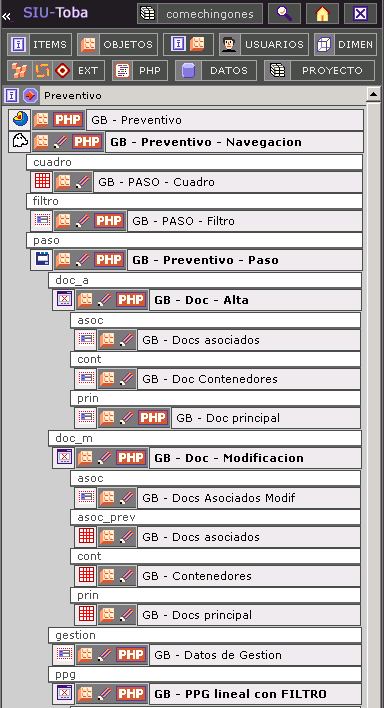 « SIU-Toba comechingones
ITEMS OBJETOS USUARIOS DIMEN
EXT PHP DATOS PROYECTO
Preventivo
PHP GB - Preventivo
PHP GB - Preventivo - Navegacion
cuadro
GB - PASO - Cuadro
filtro
PHP GB - PASO - Filtro
paso
PHP GB - Preventivo - Paso
doc_a
PHP GB - Doc - Alta
asoc
GB - Docs asociados
cont
GB - Doc Contenedores
prin
PHP GB - Doc principal
doc_m
PHP GB - Doc - Modificacion
asoc
GB - Docs Asociados Modif
asoc_prev
GB - Docs asociados
cont
GB - Contenedores
prin
GB - Docs principal
gestion
PHP GB - Datos de Gestion
ppg
PHP GB - PPG lineal con FILTRO